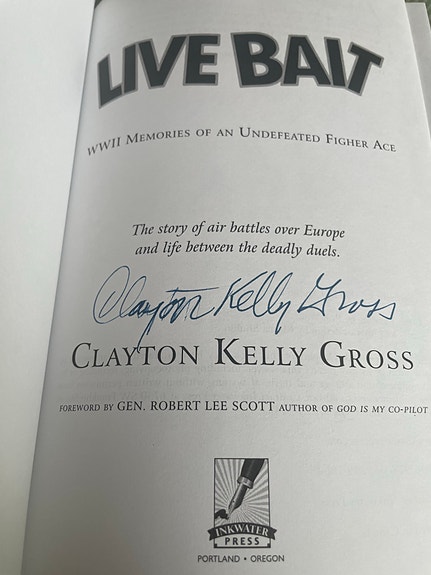 LIVE BAIT
WWII MEMORIES OF AN UNDEFEATED FIGHER ACE
The story of air battles over Europe
and life between the deadly duels.
Clayton Kelly Gross
CLAYTON KELLY GROSS
FOREWORD BY GEN. ROBERT LEE SCOTT AUTHOR OF GOD IS MY CO-PILOT
INKWATER
PRESS
PORTLAND • OREGON